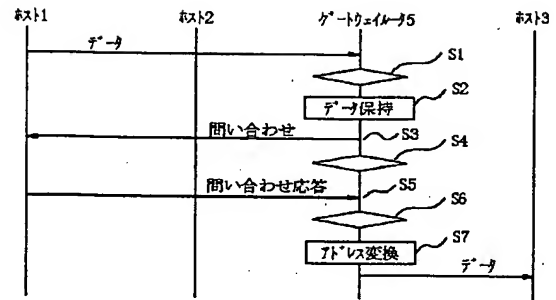 ホスト1
ホスト2
ゲートウェイルータ5
ホスト3
データ
S1
S2
データ保持
問い合わせ
S3
S4
問い合わせ応答
S5
S6
S7
アドレス変換
データ